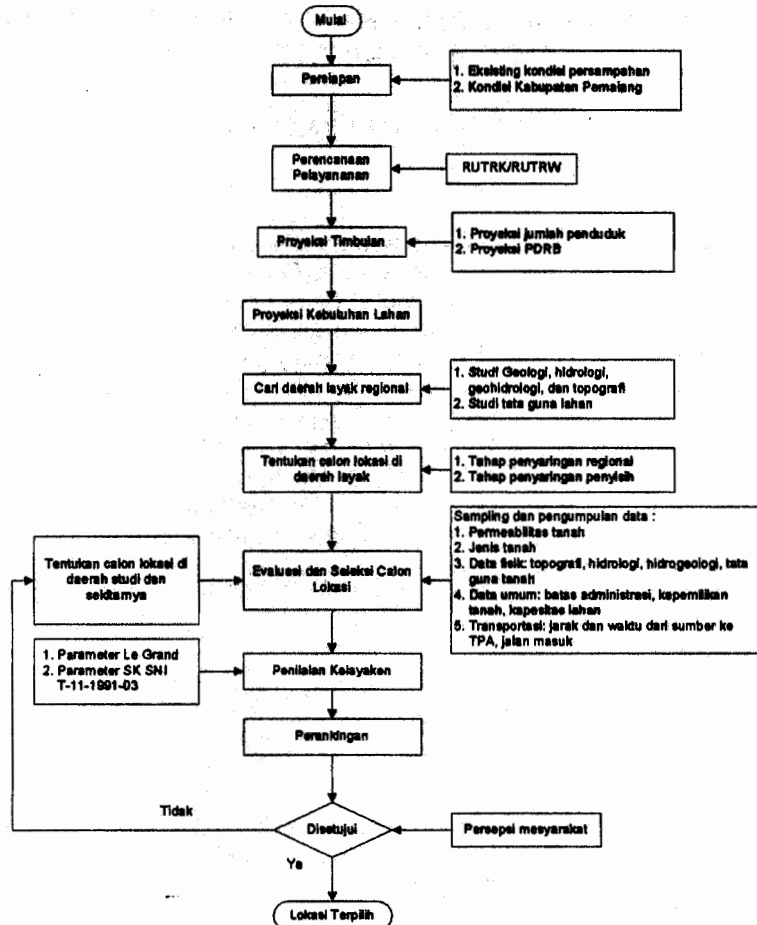 Mulai
Persiapan
1. Eksisting kondisi persampahan
2. Kondisi Kabupaten Pemalang
Perencanaan
Pelayananan
RUTRK/RUTRW
Proyeksi Timbulan
1. Proyeksi jumlah penduduk
2. Proyeksi PDRB
Proyeksi Kebutuhan Lahan
Cari daerah layak regional
1. Studi Geologi, hidrologi,
geohidrologi, dan topografi
2. Studi tata guna lahan
Tentukan calon lokasi di
daerah layak
1. Tahap penyaringan regional
2. Tahap penyaringan penyisih
Sampling dan pengumpulan data :
1. Permeabilitas tanah
2. Jenis tanah
3. Data fisik: topografi, hidrologi, hidrogeologi, tata
guna tanah
4. Data umum: batas administrasi, kepemilikan
tanah, kapasitas lahan
5. Transportasi: jarak dan waktu dari sumber ke
TPA, jalan masuk
Tentukan calon lokasi di
daerah studi dan
sekitarnya
Evaluasi dan Seleksi Calon
Lokasi
1. Parameter Le Grand
2. Parameter SK SNI
T-11-1991-03
Penilaian Kelayakan
Perankingan
Tidak
Disetujui
Persepsi masyarakat
Ya
Lokasi Terpilih